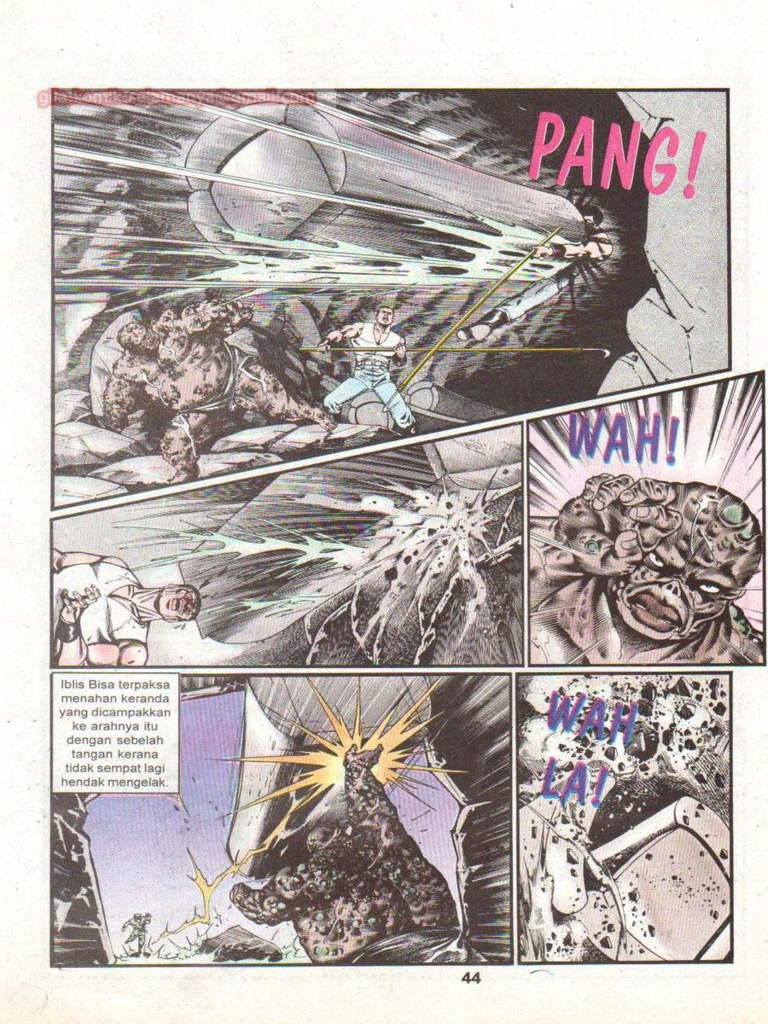 PANG!
WAH!
Iblis Bisa terpaksa
menahan keranda
yang dicampakkan
ke arahnya itu
dengan sebelah
tangan kerana
tidak sempat lagi
hendak mengelak.
WAH
LA!
44